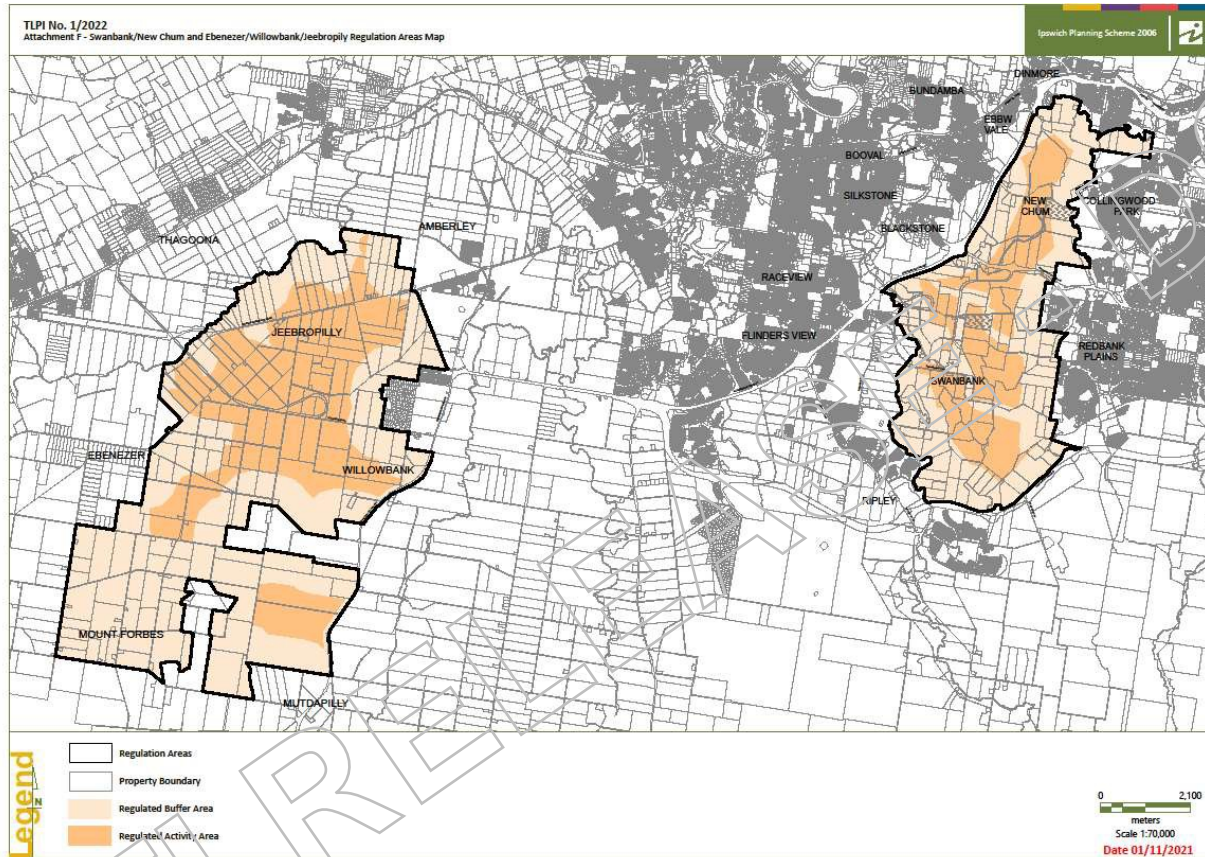 TLPI No. 1/2022
Attachment F - Swanbank/New Chum and Ebenezer/Willowbank/Jeebropily Regulation Areas Map
Ipswich Planning Scheme 2006
DINMORE
BUNDAMBA
EBBW
VALE
BOOVAL
SILKSTONE
NEW
CHUM
COLLINGWOOD
PARK
BLACKSTONE
AMBERLEY
THAGOONA
RACEVIEW
JEEBROPILLY
FLINDERS VIEW
REDBANK
PLAINS
SWANBANK
EBENEZER
WILLOWBANK
RIPLEY
MOUNT FORBES
MUTDAPILLY
RTI RELEASE
Legend
N
Regulation Areas
Property Boundary
Regulated Buffer Area
Regulated Activity Area
0 2,100
meters
Scale 1:70,000
Date 01/11/2021